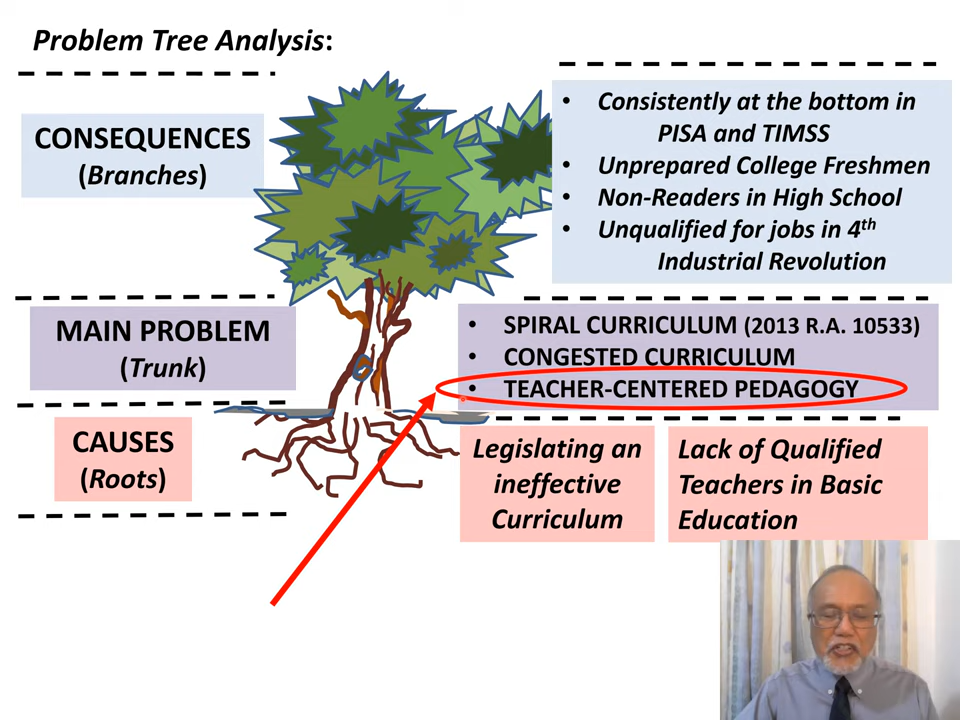 Problem Tree Analysis:
CONSEQUENCES
(Branches)
• Consistently at the bottom in
PISA and TIMSS
• Unprepared College Freshmen
• Non-Readers in High School
• Unqualified for jobs in 4th
Industrial Revolution
MAIN PROBLEM
(Trunk)
• SPIRAL CURRICULUM (2013 R.A. 10533)
• CONGESTED CURRICULUM
• TEACHER-CENTERED PEDAGOGY
CAUSES
(Roots)
Legislating an
ineffective
Curriculum
Lack of Qualified
Teachers in Basic
Education